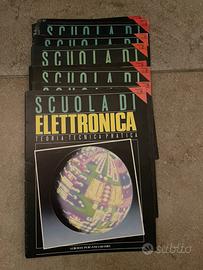 SCUOLA DI
SCUOLA DI
SCUOLA DI
SCUOLA DI
SCUOLA DI
ELETTRONICA
TEORIA TECNICA PRATICA
subito